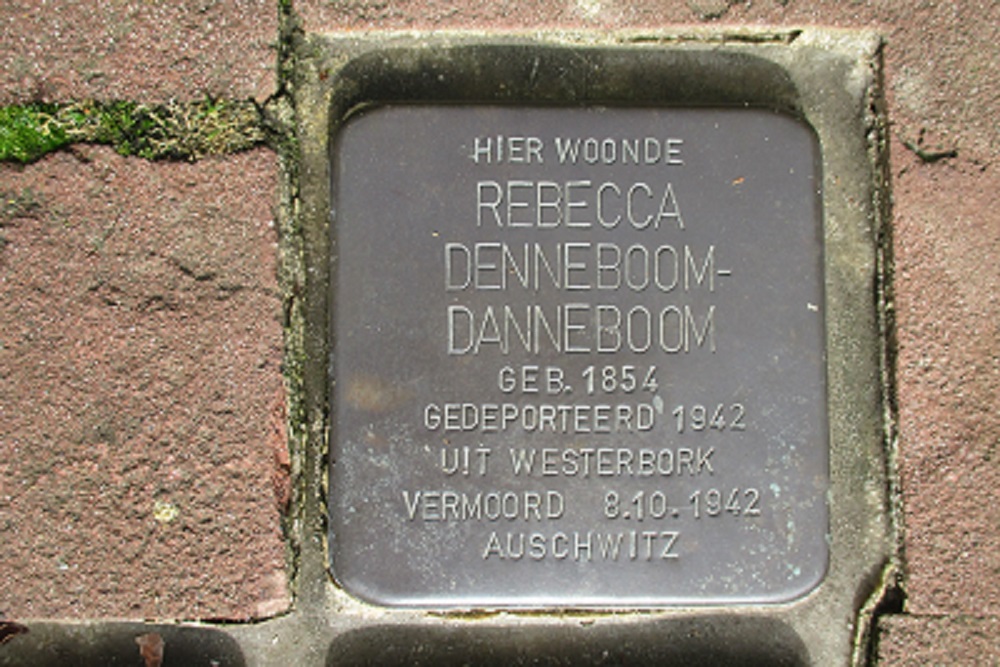 HIER WOONDE
REBECCA
DENNEBOOM-
DANNEBOOM
GEB. 1854
GEDEPORTEERD 1942
UIT WESTERBORK
VERMOORD 8.10.1942
AUSCHWITZ